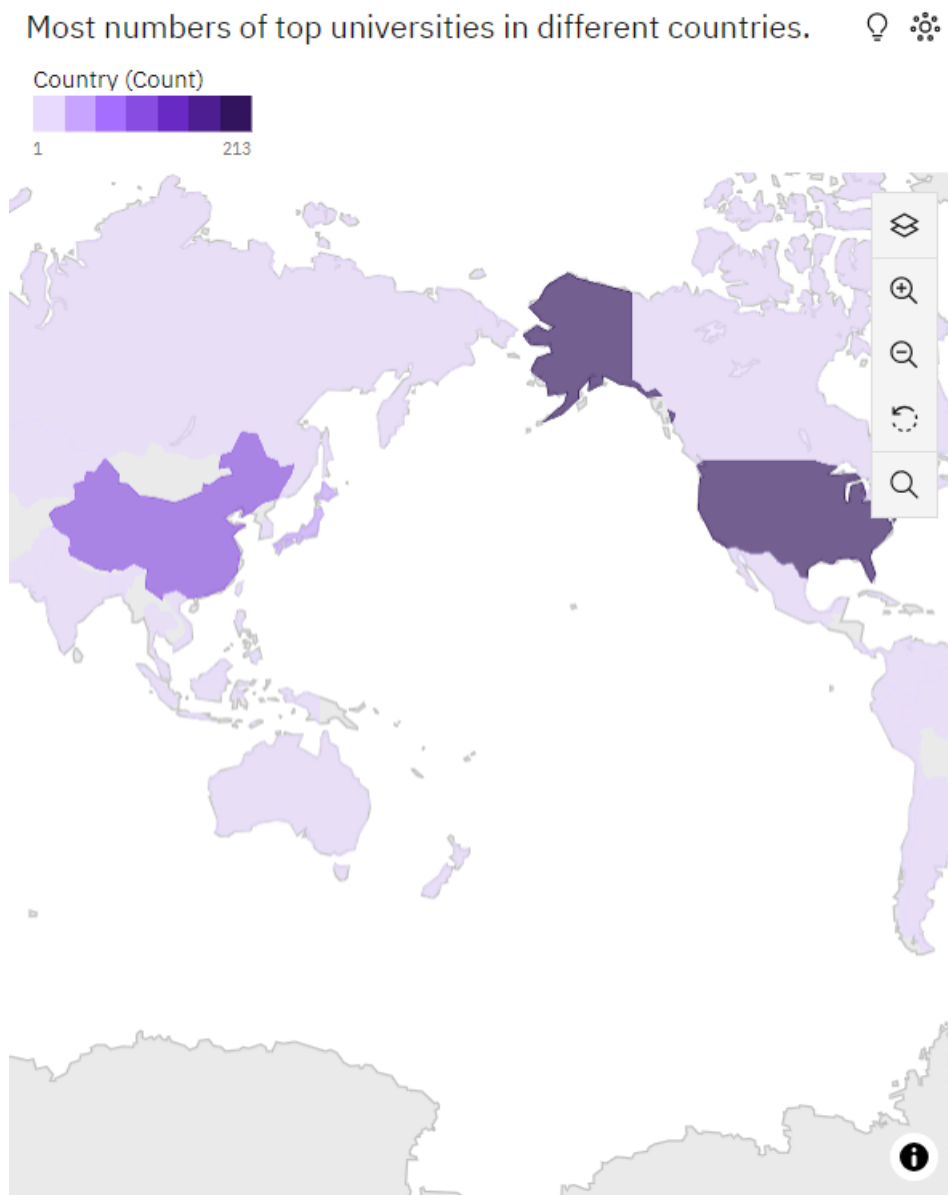 Most numbers of top universities in different countries.
Country (Count)
1 213